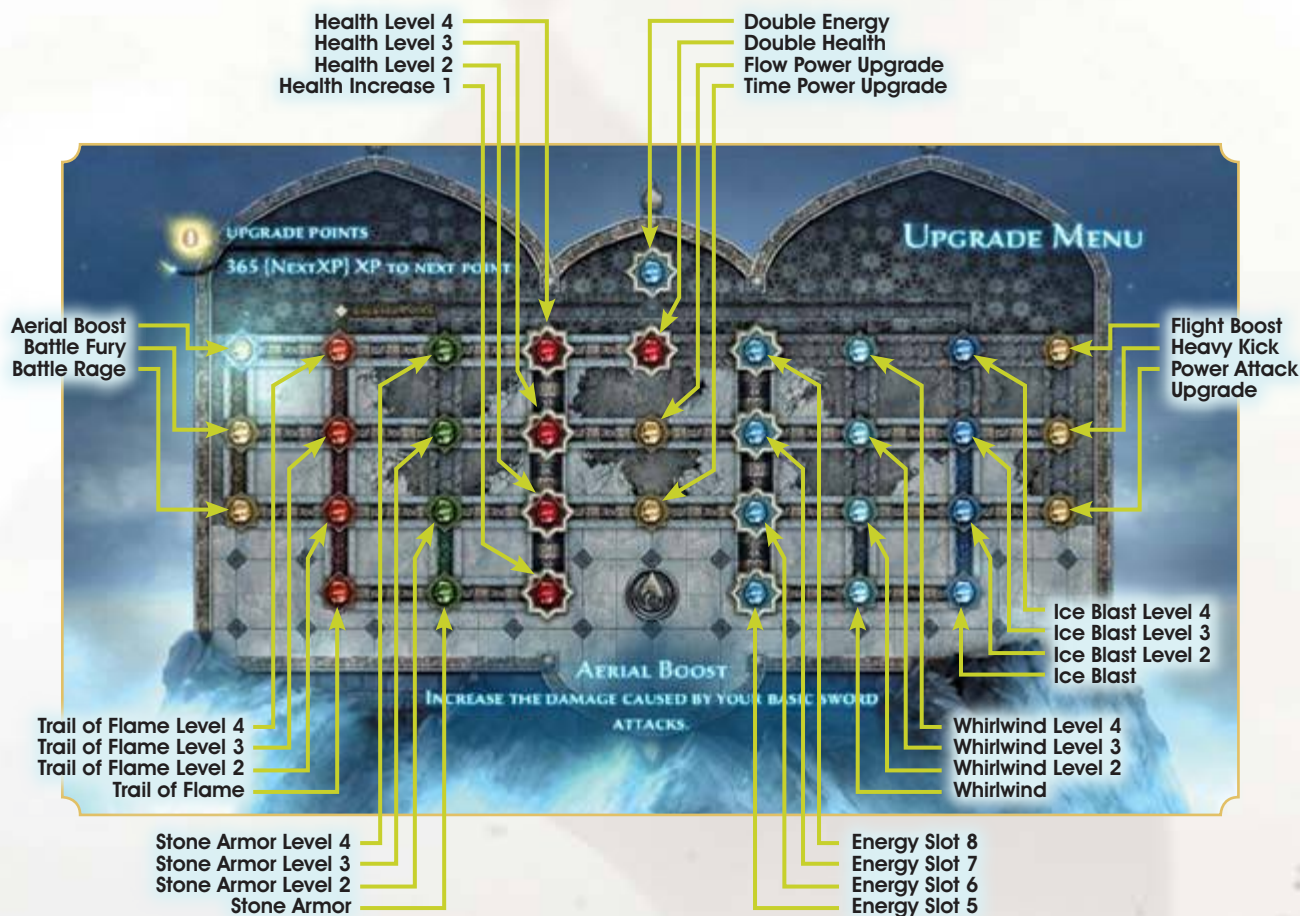 Health Level 4
Health Level 3
Health Level 2
Health Increase 1
Double Energy
Double Health
Flow Power Upgrade
Time Power Upgrade
0
UPGRADE POINTS
365 {NEXTXP} XP TO NEXT POINT
UPGRADE MENU
Aerial Boost
Battle Fury
Battle Rage
Flight Boost
Heavy Kick
Power Attack
Upgrade
Ice Blast Level 4
Ice Blast Level 3
Ice Blast Level 2
Ice Blast
AERIAL BOOST
INCREASE THE DAMAGE CAUSED BY YOUR BASIC SWORD
ATTACKS.
Trail of Flame Level 4
Trail of Flame Level 3
Trail of Flame Level 2
Trail of Flame
Whirlwind Level 4
Whirlwind Level 3
Whirlwind Level 2
Whirlwind
Stone Armor Level 4
Stone Armor Level 3
Stone Armor Level 2
Stone Armor
Energy Slot 8
Energy Slot 7
Energy Slot 6
Energy Slot 5